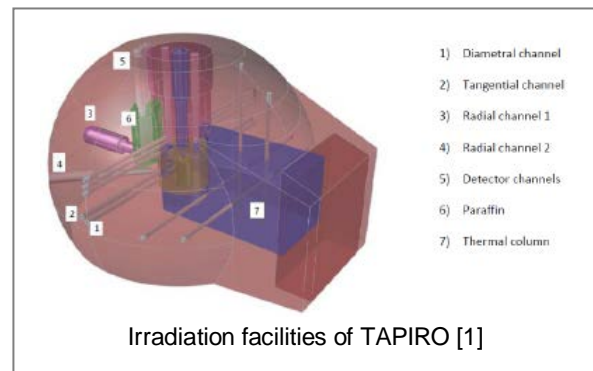 1) Diametral channel
2) Tangential channel
3) Radial channel 1
4) Radial channel 2
5) Detector channels
6) Paraffin
7) Thermal column
5
6
3
4
2
1
7
Irradiation facilities of TAPIRO [1]